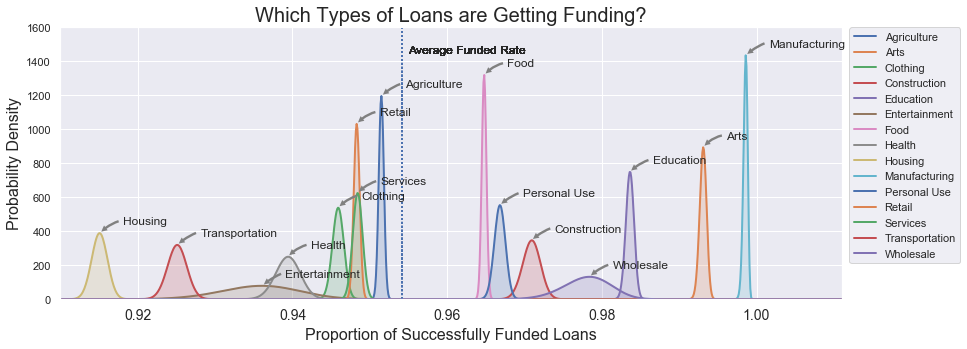 Which Types of Loans are Getting Funding?
Probability Density
1600
1400
1200
1000
800
600
400
200
0
Average Funded Rate
Manufacturing
Food
Agriculture
Retail
Arts
Education
Services
Clothing
Personal Use
Housing
Transportation
Construction
Health
Wholesale
Entertainment
0.92
0.94
0.96
0.98
1.00
Proportion of Successfully Funded Loans
Agriculture
Arts
Clothing
Construction
Education
Entertainment
Food
Health
Housing
Manufacturing
Personal Use
Retail
Services
Transportation
Wholesale